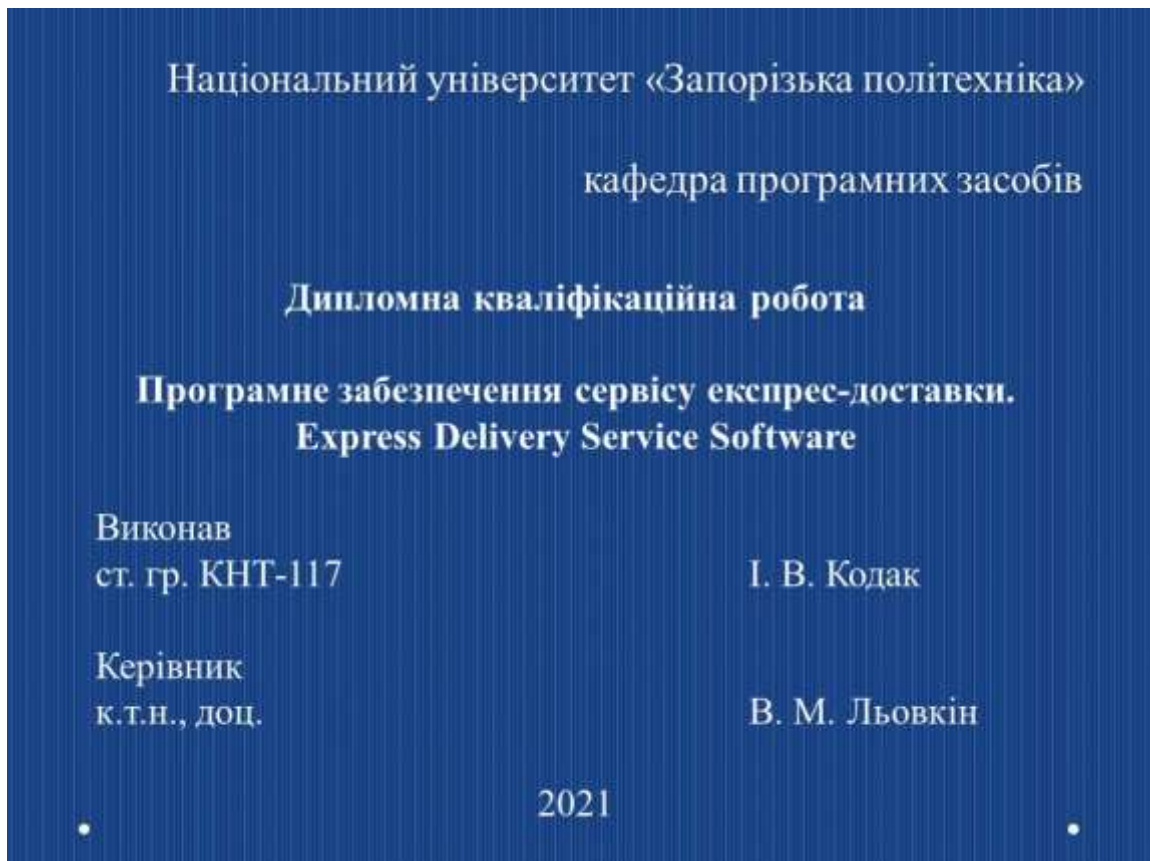 Національний університет «Запорізька політехніка»
кафедра програмних засобів
Дипломна кваліфікаційна робота
Програмне забезпечення сервісу експрес-доставки.
Express Delivery Service Software
Виконав
ст. гр. КНТ-117 І. В. Кодак
Керівник
к.т.н., доц. В. М. Льовкін
2021